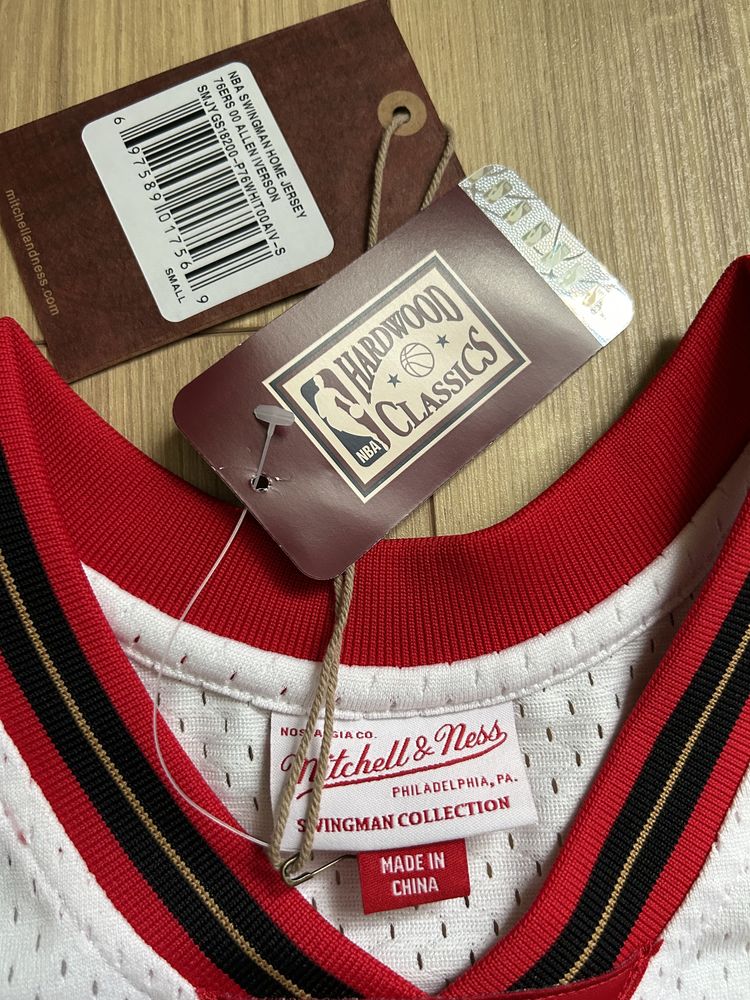 NBA SWINGMAN HOME JERSEY
76ERS 00 ALLEN IVERSON
SMJYGS18200-P76WHIT00AIV-S
6 97589 01756 9
SMALL
mitchellandness.com
HARDWOOD
CLASSICS
NBA
NOSTALGIA CO.
Mitchell & Ness
PHILADELPHIA, PA.
SWINGMAN COLLECTION
MADE IN
CHINA